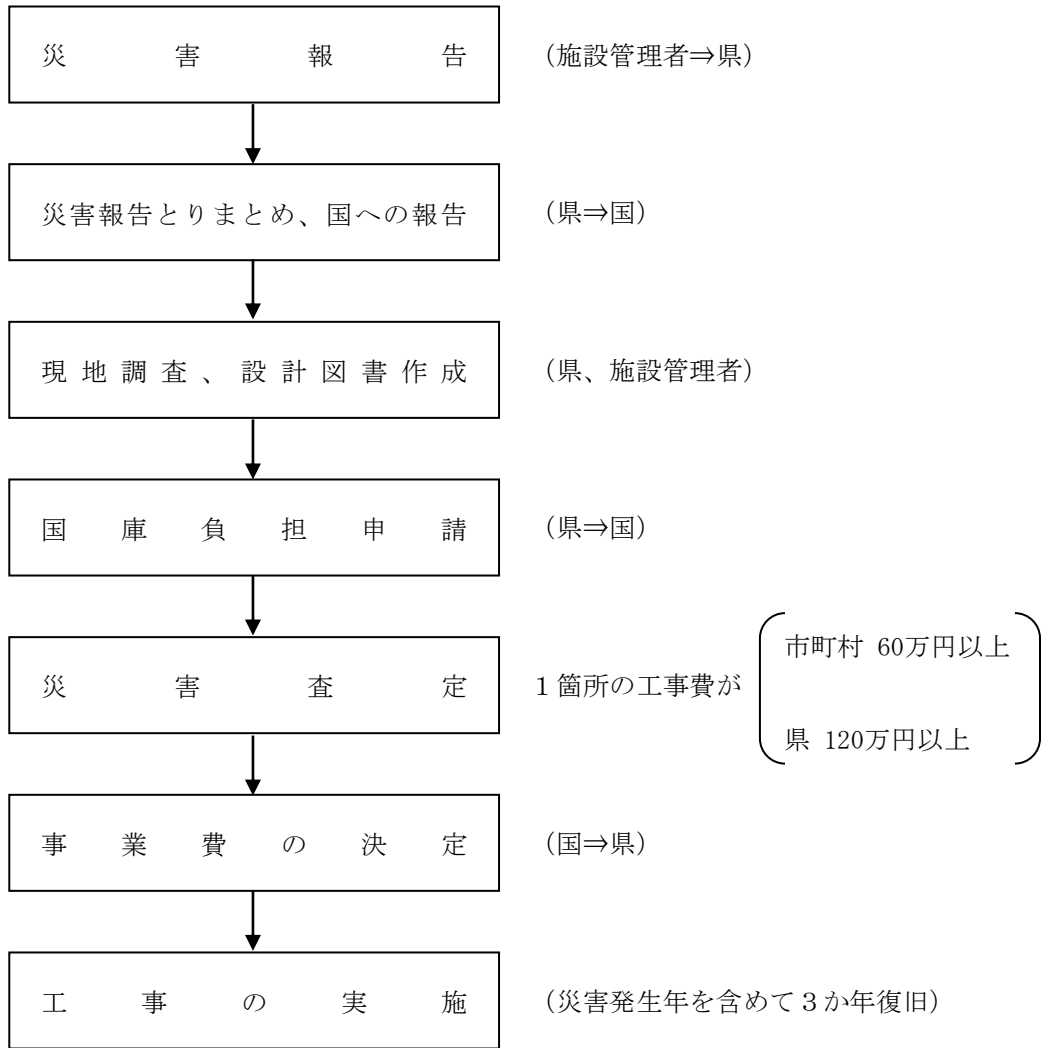 災害報告 (施設管理者⇒県)
災害報告とりまとめ、国への報告 (県⇒国)
現地調査、設計図書作成 (県、施設管理者)
国庫負担申請 (県⇒国)
市町村 60万円以上
災害査定 1箇所の工事費が
県 120万円以上
事業費の決定 (国⇒県)
工事の実施 (災害発生年を含めて3か年復旧)